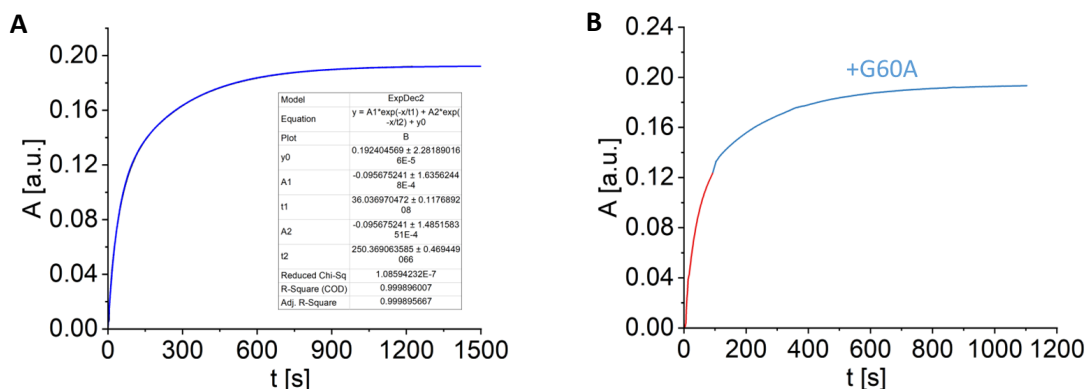 A
B
0.20
0.16
0.12
0.08
0.04
0.00
A [a.u.]
0
300
600
900
1200
1500
t [s]
Model ExpDec2
Equation y = A1*exp(-x/t1) + A2*exp(
-x/t2) + y0
Plot B
y0 0.192404569 ± 2.28189016
6E-5
A1 -0.095675241 ± 1.6356244
8E-4
t1 36.036970472 ± 0.1176892
08
A2 -0.095675241 ± 1.4851583
51E-4
t2 250.369063585 ± 0.469449
066
Reduced Chi-Sq 1.08594232E-7
R-Square (COD) 0.999896007
Adj. R-Square 0.999895667
0.24
0.20
0.16
0.12
0.08
0.04
0.00
A [a.u.]
+G60A
0
200
400
600
800
1000
1200
t [s]